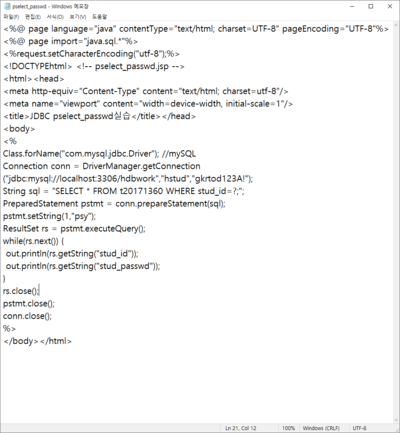 pselect_passwd - Windows 메모장
파일(F) 편집(E) 서식(O) 보기(V) 도움말
<%@ page language="java" contentType="text/html; charset=UTF-8" pageEncoding="UTF-8"%>
<%@ page import="java.sql.*"%>
<%request.setCharacterEncoding("utf-8");%>
<!DOCTYPEhtml> <!-- pselect_passwd.jsp -->
<html><head>
<meta http-equiv="Content-Type" content="text/html; charset=utf-8"/>
<meta name="viewport" content="width=device-width, initial-scale=1"/>
<title>JDBC pselect_passwd실습</title></head>
<body>
<%
Class.forName("com.mysql.jdbc.Driver"); //mySQL
Connection conn = DriverManager.getConnection
("jdbc:mysql://localhost:3306/hdbwork","hstud","gkrtod123A!");
String sql = "SELECT * FROM t20171360 WHERE stud_id=?;";
PreparedStatement pstmt = conn.prepareStatement(sql);
pstmt.setString(1,"psy");
ResultSet rs = pstmt.executeQuery();
while(rs.next()) {
out.println(rs.getString("stud_id"));
out.println(rs.getString("stud_passwd"));
}
rs.close();
pstmt.close();
conn.close();
%>
</body></html>
Ln 21, Col 12 100% Windows (CRLF) UTF-8